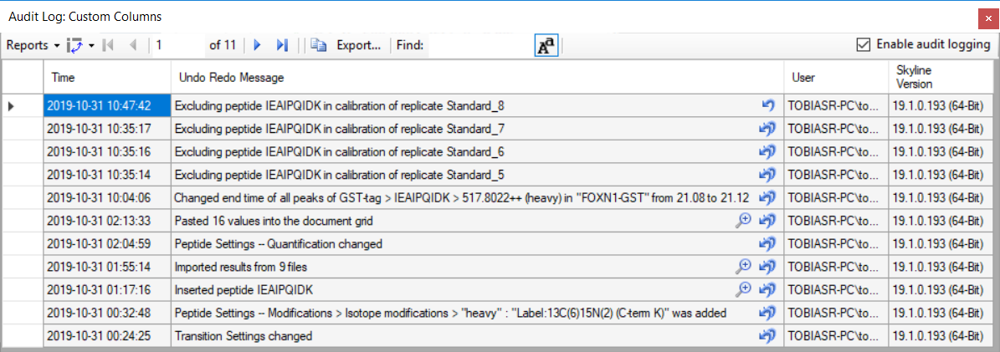 Audit Log: Custom Columns
Reports 1 of 11 Export... Find: Aa Enable audit logging
Time Undo Redo Message User Skyline Version
2019-10-31 10:47:42 Excluding peptide IEAIPQIDK in calibration of replicate Standard_8 TOBIASR-PC\to... 19.1.0.193 (64-Bit)
2019-10-31 10:35:17 Excluding peptide IEAIPQIDK in calibration of replicate Standard_7 TOBIASR-PC\to... 19.1.0.193 (64-Bit)
2019-10-31 10:35:16 Excluding peptide IEAIPQIDK in calibration of replicate Standard_6 TOBIASR-PC\to... 19.1.0.193 (64-Bit)
2019-10-31 10:35:14 Excluding peptide IEAIPQIDK in calibration of replicate Standard_5 TOBIASR-PC\to... 19.1.0.193 (64-Bit)
2019-10-31 10:04:06 Changed end time of all peaks of GST-tag > IEAIPQIDK > 517.8022++ (heavy) in "FOXN1-GST" from 21.08 to 21.12 TOBIASR-PC\to... 19.1.0.193 (64-Bit)
2019-10-31 02:13:33 Pasted 16 values into the document grid TOBIASR-PC\to... 19.1.0.193 (64-Bit)
2019-10-31 02:04:59 Peptide Settings -- Quantification changed TOBIASR-PC\to... 19.1.0.193 (64-Bit)
2019-10-31 01:55:14 Imported results from 9 files TOBIASR-PC\to... 19.1.0.193 (64-Bit)
2019-10-31 01:17:16 Inserted peptide IEAIPQIDK TOBIASR-PC\to... 19.1.0.193 (64-Bit)
2019-10-31 00:32:48 Peptide Settings -- Modifications > Isotope modifications > "heavy" : "Label:13C(6)15N(2) (C-term K)" was added TOBIASR-PC\to... 19.1.0.193 (64-Bit)
2019-10-31 00:24:25 Transition Settings changed TOBIASR-PC\to... 19.1.0.193 (64-Bit)